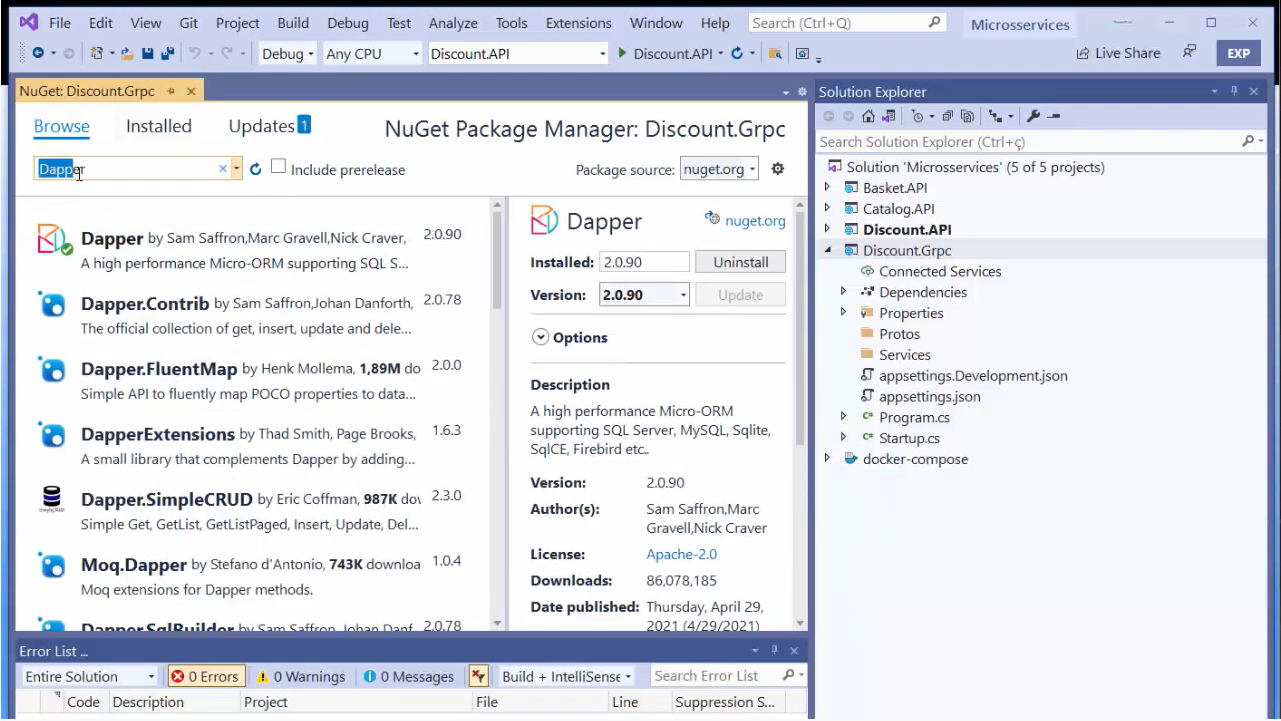 File Edit View Git Project Build Debug Test Analyze Tools Extensions Window Help Search (Ctrl+Q) Microsservices
Debug Any CPU Discount.API Discount.API Live Share EXP
NuGet: Discount.Grpc
Browse Installed Updates 1 NuGet Package Manager: Discount.Grpc
Dapper Include prerelease Package source: nuget.org
Dapper by Sam Saffron,Marc Gravell,Nick Craver, 2.0.90
A high performance Micro-ORM supporting SQL S...
Dapper.Contrib by Sam Saffron,Johan Danforth, 2.0.78
The official collection of get, insert, update and dele...
Dapper.FluentMap by Henk Mollema, 1,89M do 2.0.0
Simple API to fluently map POCO properties to data...
DapperExtensions by Thad Smith, Page Brooks, 1.6.3
A small library that complements Dapper by adding...
Dapper.SimpleCRUD by Eric Coffman, 987K dov 2.3.0
Simple Get, GetList, GetListPaged, Insert, Update, Del...
Moq.Dapper by Stefano d'Antonio, 743K downloa 1.0.4
Moq extensions for Dapper methods.
Dapper.SqlBuilder by Sam Saffron, Johan Danf 2.0.78
Dapper nuget.org
Installed: 2.0.90 Uninstall
Version: 2.0.90 Update
Options
Description
A high performance Micro-ORM
supporting SQL Server, MySQL, Sqlite,
SqlCE, Firebird etc..
Version: 2.0.90
Author(s): Sam Saffron,Marc
Gravell,Nick Craver
License: Apache-2.0
Downloads: 86,078,185
Date published: Thursday, April 29,
2021 (4/29/2021)
Solution Explorer
Search Solution Explorer (Ctrl+ç)
Solution 'Microsservices' (5 of 5 projects)
Basket.API
Catalog.API
Discount.API
Discount.Grpc
Connected Services
Dependencies
Properties
Protos
Services
appsettings.Development.json
appsettings.json
Program.cs
Startup.cs
docker-compose
Error List ...
Entire Solution 0 Errors 0 Warnings 0 Messages Build + IntelliSense Search Error List
Code Description Project File Line Suppression S...